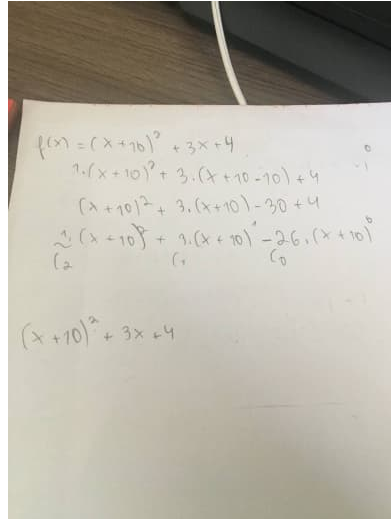 f(x) = (x+10)² + 3x + 4
1·(x+10)² + 3·(x+10-10) + 4
(x+10)² + 3·(x+10) - 30 + 4
1·(x+10)² + 3·(x+10)¹ - 26·(x+10)⁰
C₂ C₁ C₀
(x+10)² + 3x + 4